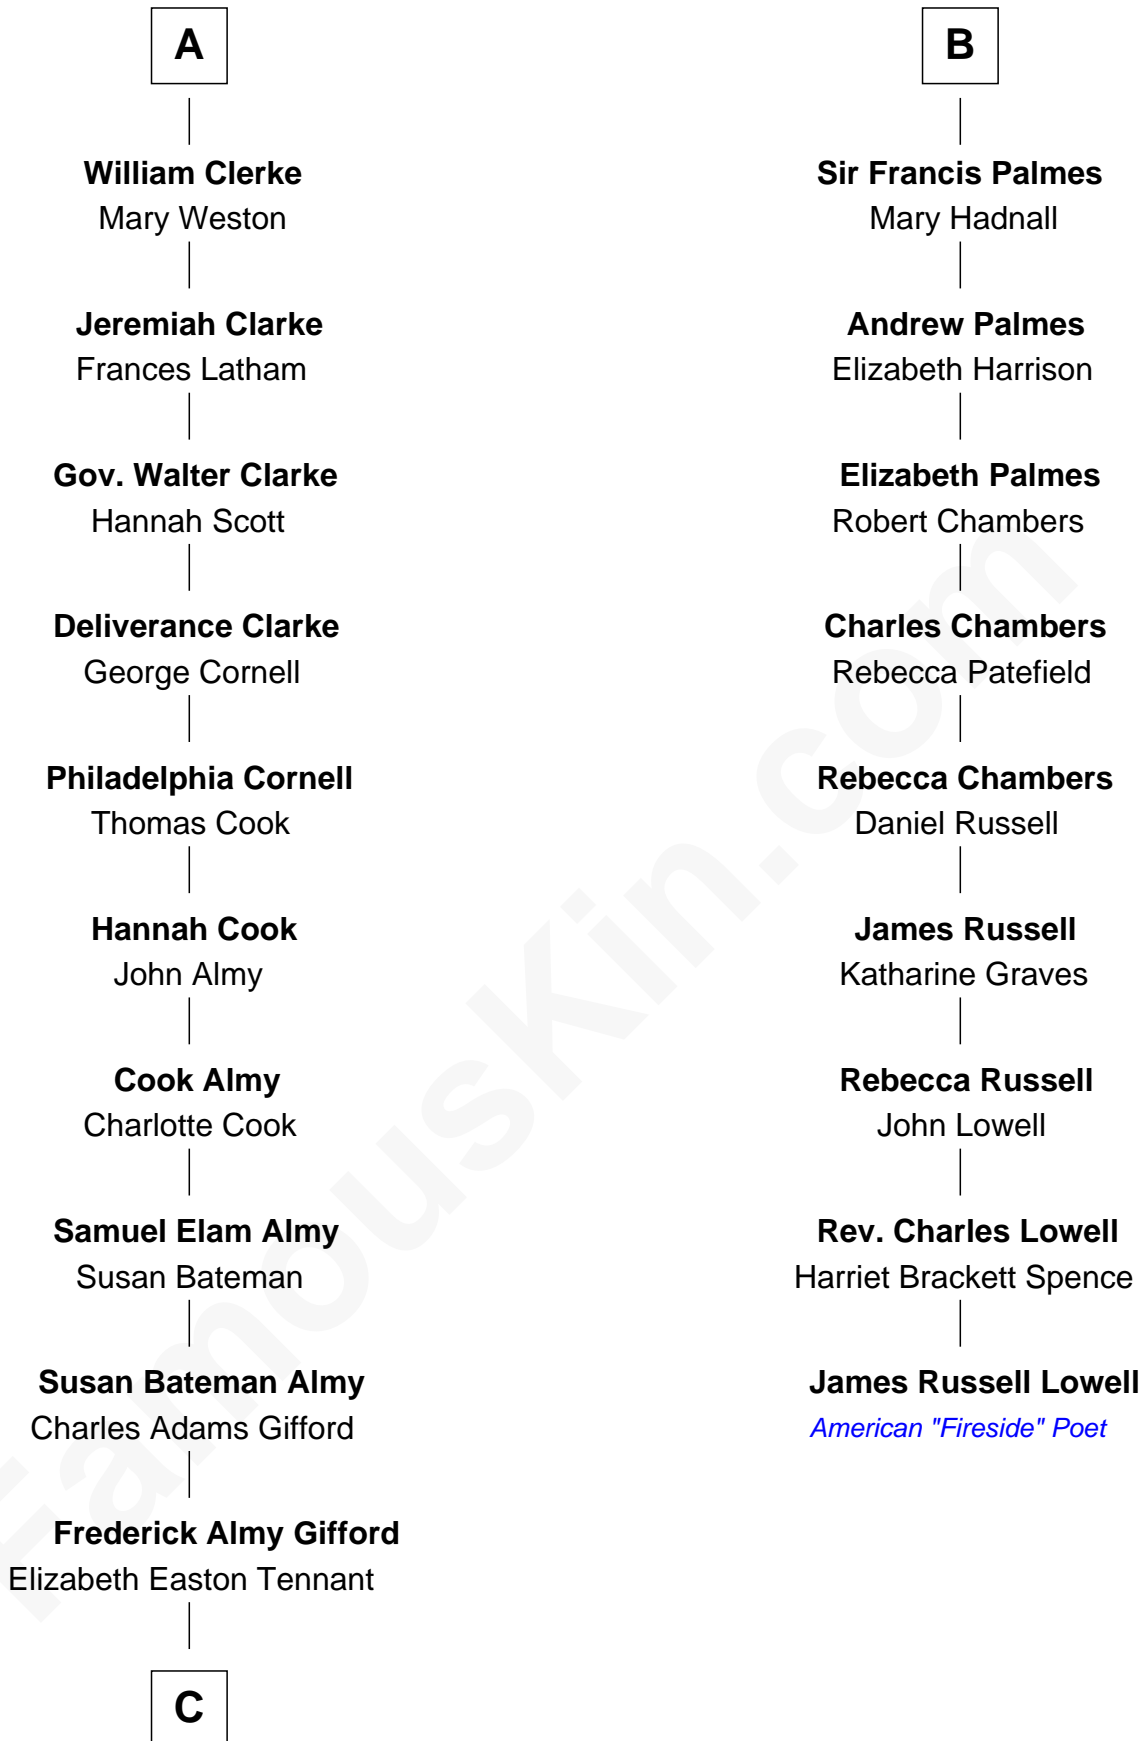 A
William Clerke
Mary Weston
Jeremiah Clarke
Frances Latham
Gov. Walter Clarke
Hannah Scott
Deliverance Clarke
George Cornell
Philadelphia Cornell
Thomas Cook
Hannah Cook
John Almy
Cook Almy
Charlotte Cook
Samuel Elam Almy
Susan Bateman
Susan Bateman Almy
Charles Adams Gifford
Frederick Almy Gifford
Elizabeth Easton Tennant
C
B
Sir Francis Palmes
Mary Hadnall
Andrew Palmes
Elizabeth Harrison
Elizabeth Palmes
Robert Chambers
Charles Chambers
Rebecca Patefield
Rebecca Chambers
Daniel Russell
James Russell
Katharine Graves
Rebecca Russell
John Lowell
Rev. Charles Lowell
Harriet Brackett Spence
James Russell Lowell
American "Fireside" Poet
FamousKin.com